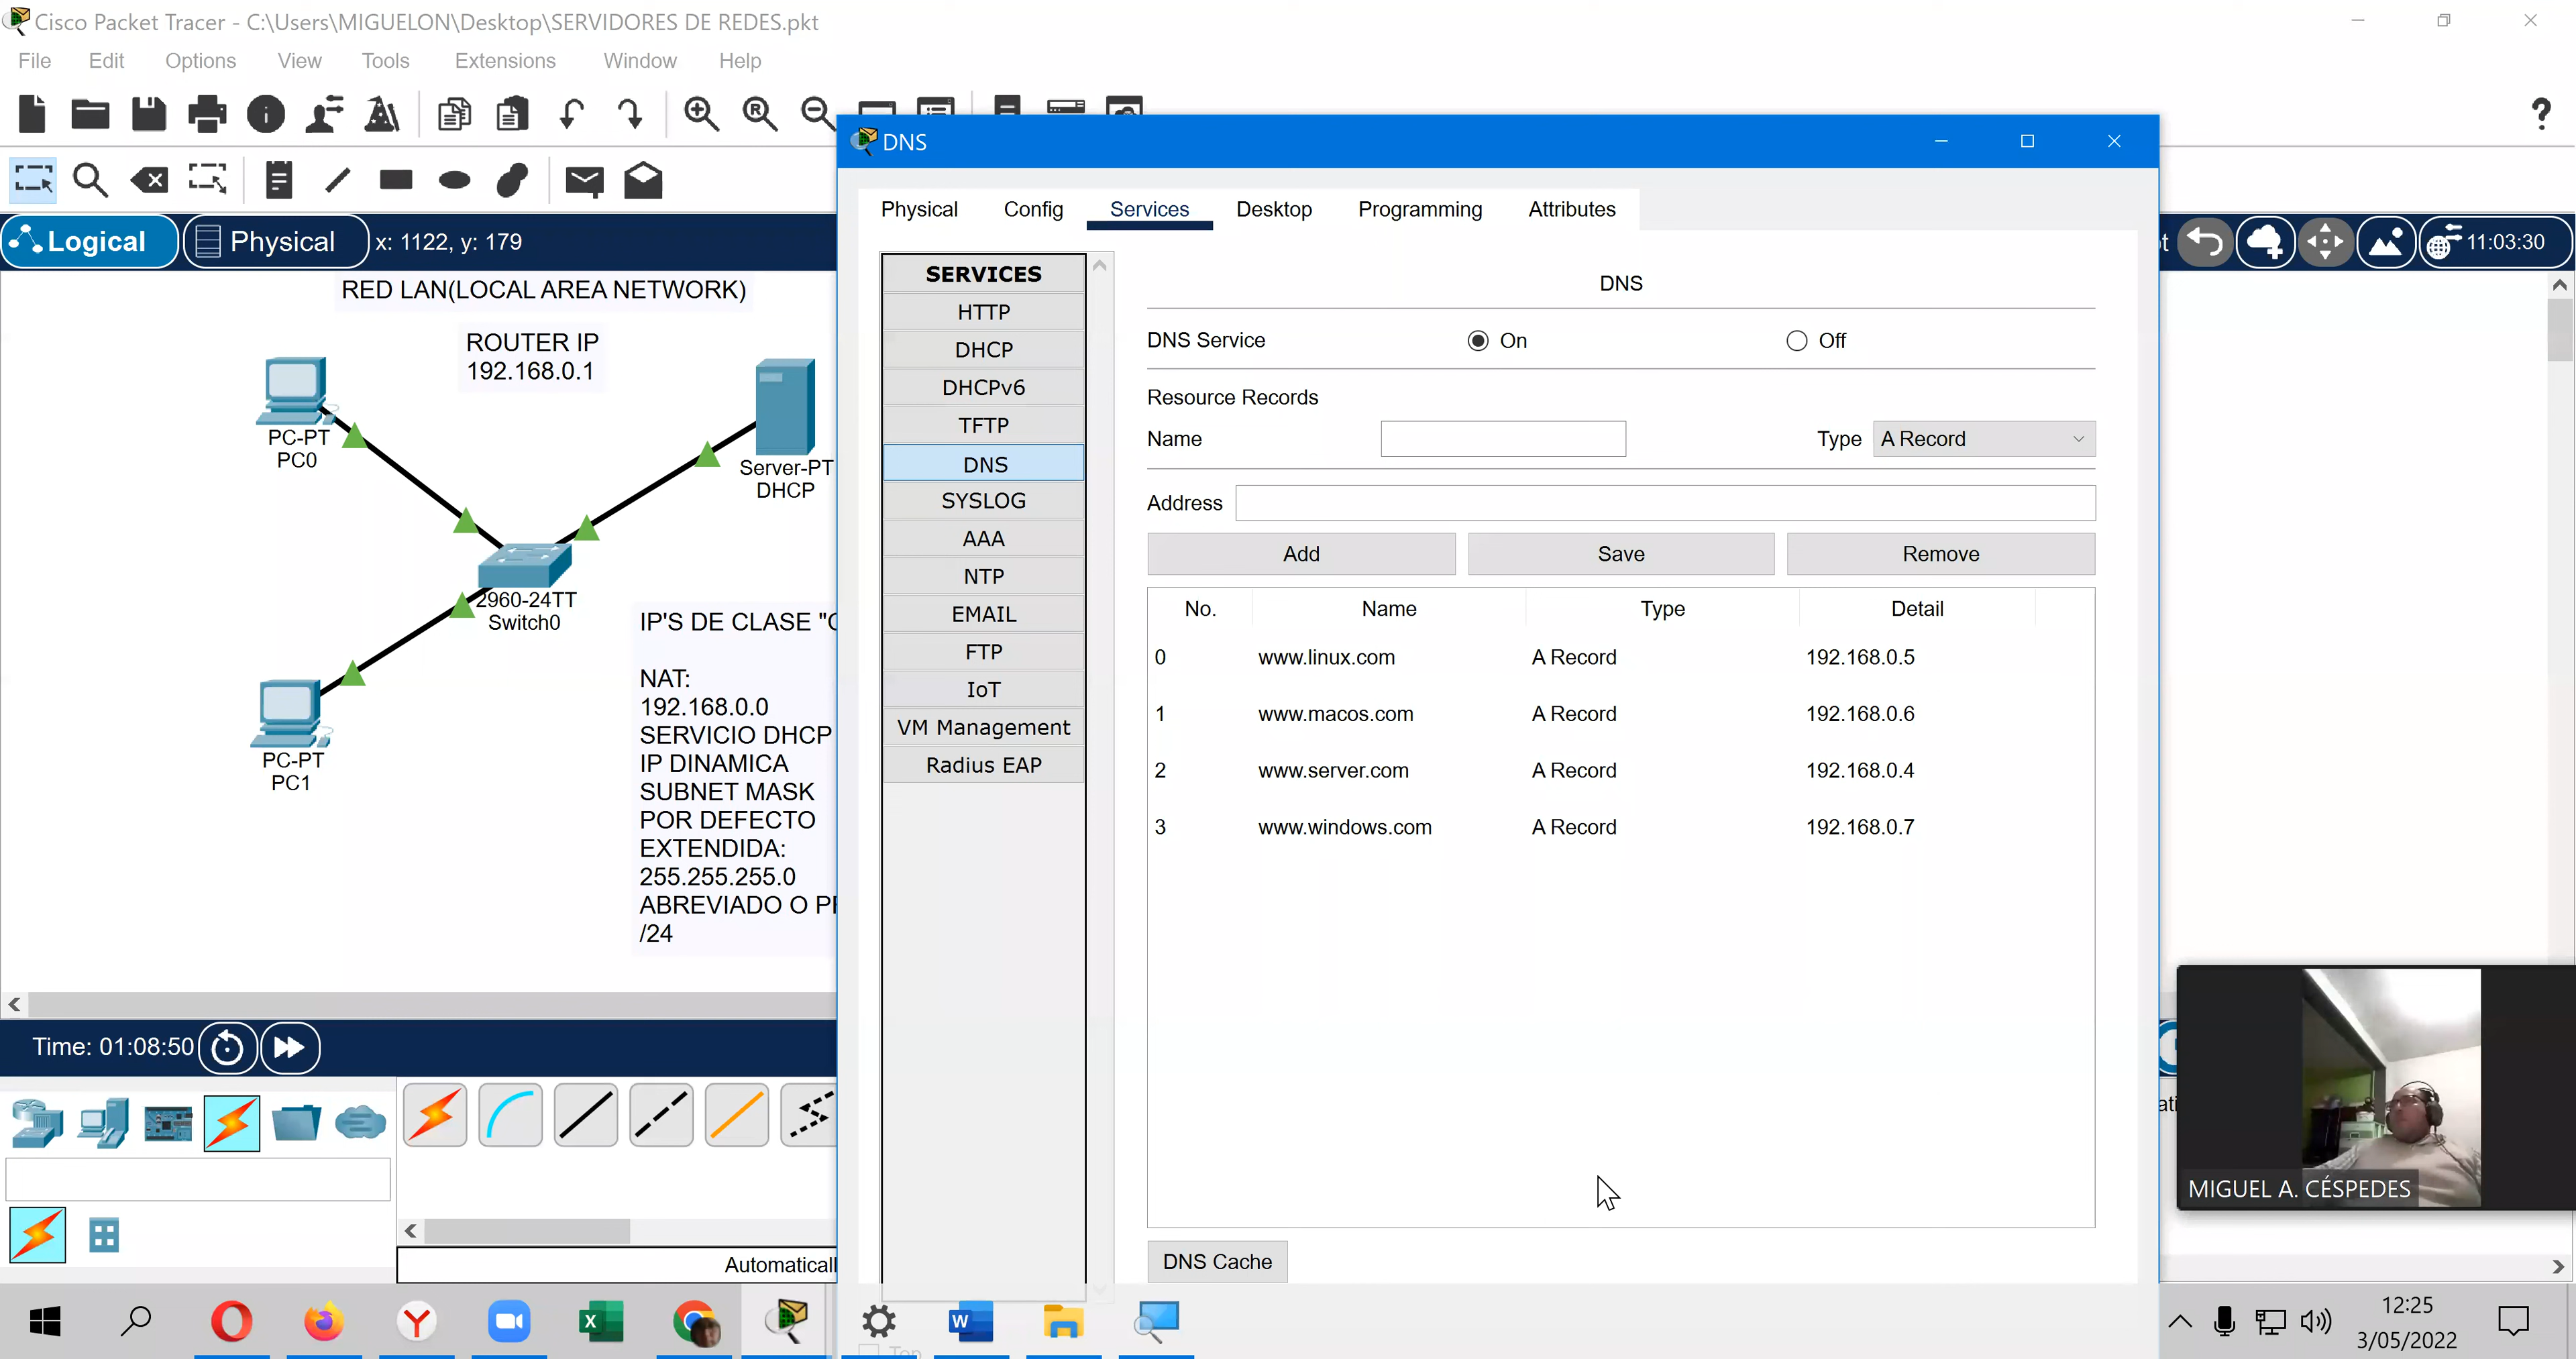 Cisco Packet Tracer - C:\Users\MIGUELON\Desktop\SERVIDORES DE REDES.pkt
File Edit Options View Tools Extensions Window Help
DNS
Physical Config Services Desktop Programming Attributes
Logical Physical x: 1122, y: 179
11:03:30
RED LAN(LOCAL AREA NETWORK)
ROUTER IP
192.168.0.1
PC-PT
PC0
Server-PT
DHCP
2960-24TT
Switch0
PC-PT
PC1
IP'S DE CLASE "C
NAT:
192.168.0.0
SERVICIO DHCP
IP DINAMICA
SUBNET MASK
POR DEFECTO
EXTENDIDA:
255.255.255.0
ABREVIADO O
/24
SERVICES
HTTP
DHCP
DHCPv6
TFTP
DNS
SYSLOG
AAA
NTP
EMAIL
FTP
IoT
VM Management
Radius EAP
DNS
DNS Service On Off
Resource Records
Name Type A Record
Address
Add Save Remove
No. Name Type Detail
0 www.linux.com A Record 192.168.0.5
1 www.macos.com A Record 192.168.0.6
2 www.server.com A Record 192.168.0.4
3 www.windows.com A Record 192.168.0.7
DNS Cache
Time: 01:08:50
MIGUEL A. CÉSPEDES
12:25
3/05/2022